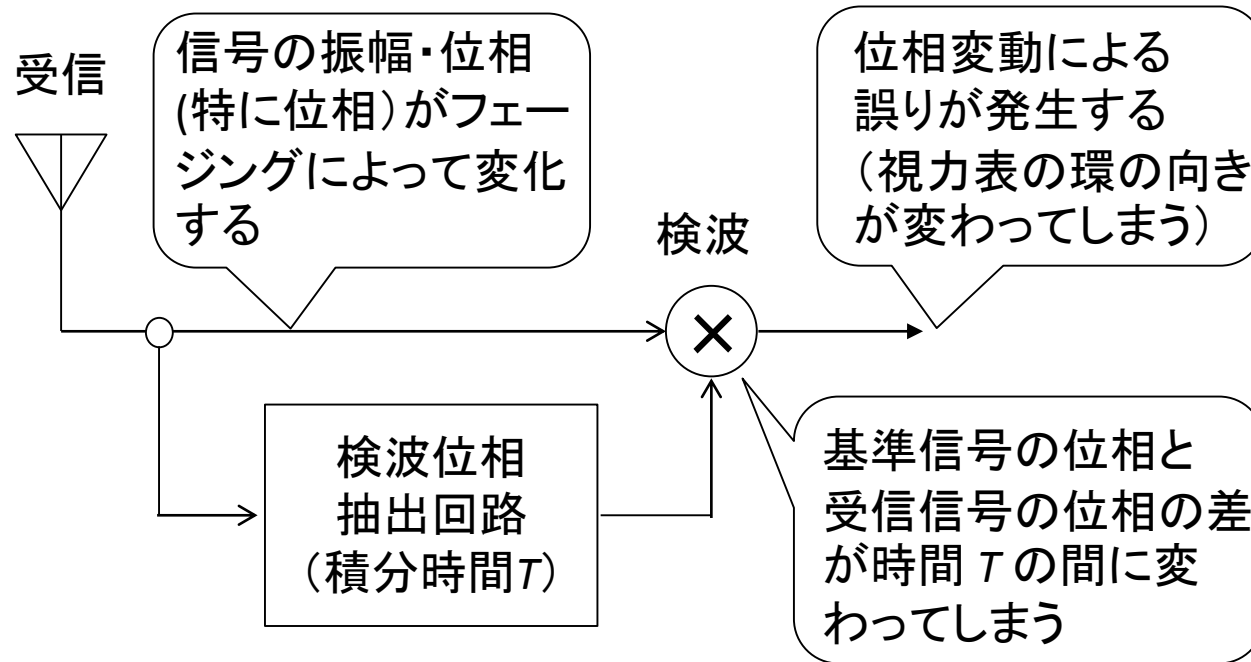 受信
信号の振幅・位相
(特に位相)がフェー
ジングによって変化
する
検波
×
位相変動による
誤りが発生する
（視力表の環の向き
が変わってしまう）
検波位相
抽出回路
（積分時間T）
基準信号の位相と
受信信号の位相の差
が時間 T の間に変
わってしまう